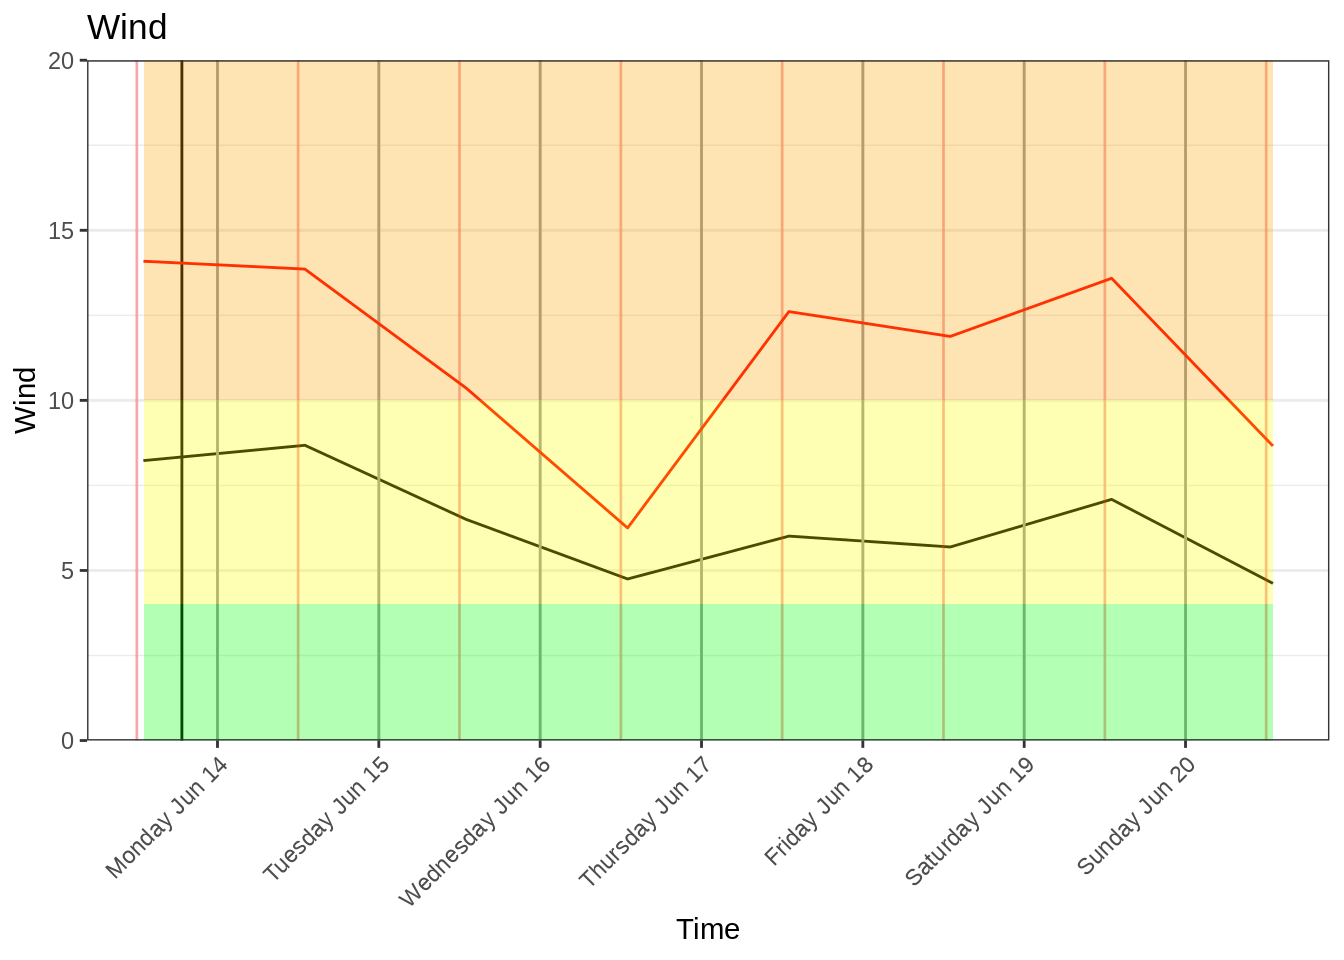 Wind
20
15
10
5
0
Wind
Monday Jun 14
Tuesday Jun 15
Wednesday Jun 16
Thursday Jun 17
Friday Jun 18
Saturday Jun 19
Sunday Jun 20
Time